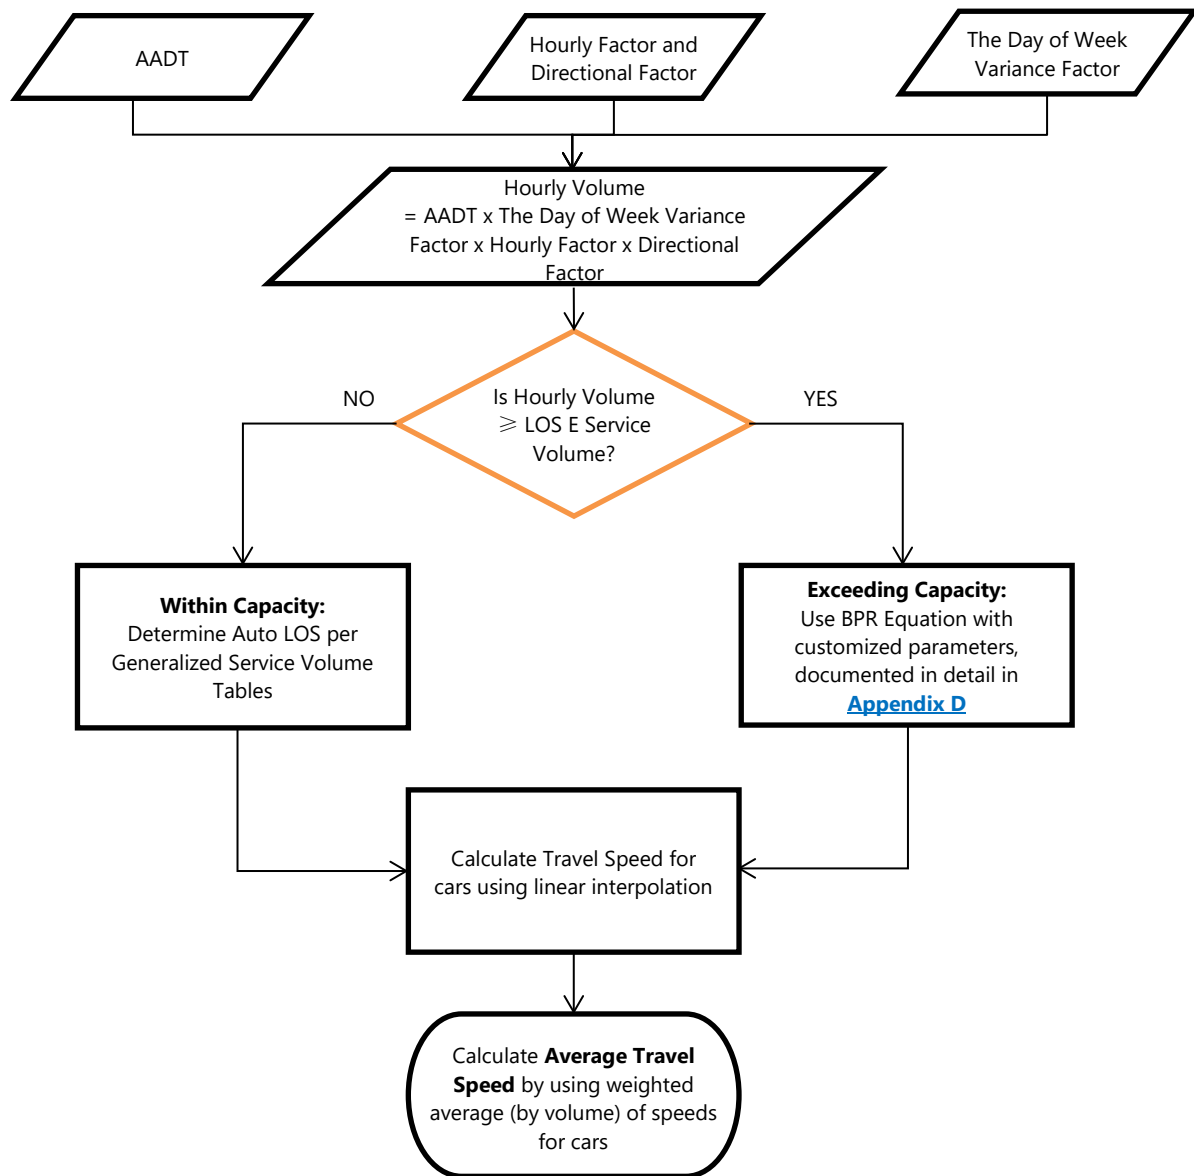 AADT
Hourly Factor and
Directional Factor
The Day of Week
Variance Factor
Hourly Volume
= AADT x The Day of Week Variance
Factor x Hourly Factor x Directional
Factor
Is Hourly Volume
≥ LOS E Service
Volume?
NO
YES
Within Capacity:
Determine Auto LOS per
Generalized Service Volume
Tables
Exceeding Capacity:
Use BPR Equation with
customized parameters,
documented in detail in
Appendix D
Calculate Travel Speed for
cars using linear interpolation
Calculate Average Travel
Speed by using weighted
average (by volume) of speeds
for cars